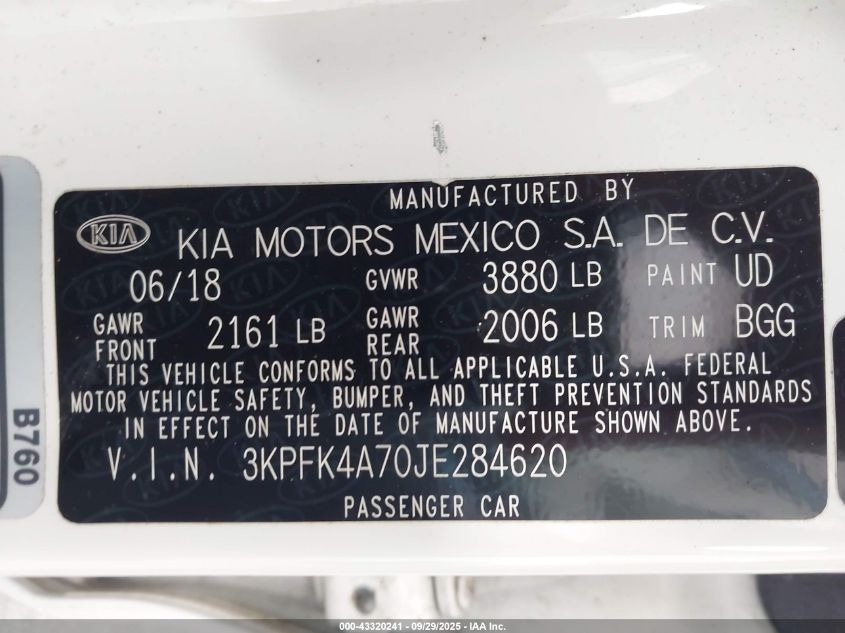 MANUFACTURED BY
KIA KIA MOTORS MEXICO S.A. DE C.V.
06/18 GVWR 3880 LB PAINT UD
GAWR FRONT 2161 LB GAWR REAR 2006 LB TRIM BGG
THIS VEHICLE CONFORMS TO ALL APPLICABLE U.S.A. FEDERAL
MOTOR VEHICLE SAFETY, BUMPER, AND THEFT PREVENTION STANDARDS
IN EFFECT ON THE DATE OF MANUFACTURE SHOWN ABOVE.
V.I.N. 3KPFK4A70JE284620
PASSENGER CAR
B760
000-43320241 - 09/29/2025 - IAA Inc.